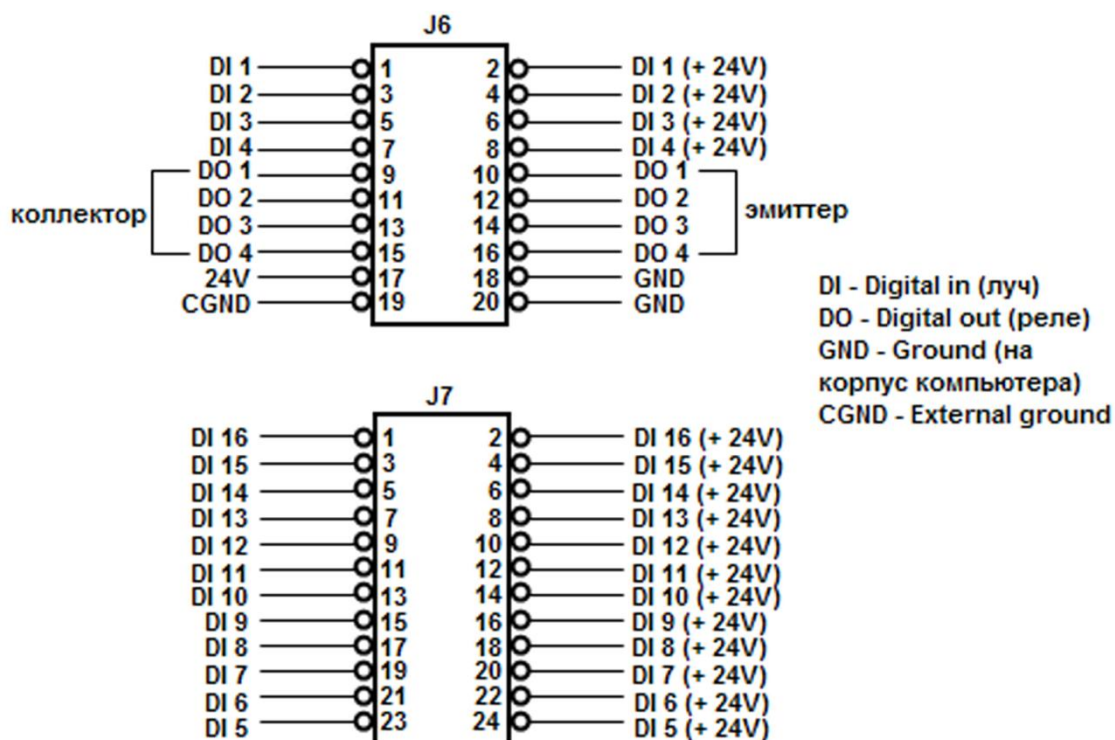 J6
DI 1 1 2 DI 1 (+ 24V)
DI 2 3 4 DI 2 (+ 24V)
DI 3 5 6 DI 3 (+ 24V)
DI 4 7 8 DI 4 (+ 24V)
DO 1 9 10 DO 1
DO 2 11 12 DO 2
коллектор
эмиттер
DO 3 13 14 DO 3
DO 4 15 16 DO 4
24V 17 18 GND
CGND 19 20 GND
DI - Digital in (луч)
DO - Digital out (реле)
GND - Ground (на
корпус компьютера)
CGND - External ground
J7
DI 16 1 2 DI 16 (+ 24V)
DI 15 3 4 DI 15 (+ 24V)
DI 14 5 6 DI 14 (+ 24V)
DI 13 7 8 DI 13 (+ 24V)
DI 12 9 10 DI 12 (+ 24V)
DI 11 11 12 DI 11 (+ 24V)
DI 10 13 14 DI 10 (+ 24V)
DI 9 15 16 DI 9 (+ 24V)
DI 8 17 18 DI 8 (+ 24V)
DI 7 19 20 DI 7 (+ 24V)
DI 6 21 22 DI 6 (+ 24V)
DI 5 23 24 DI 5 (+ 24V)